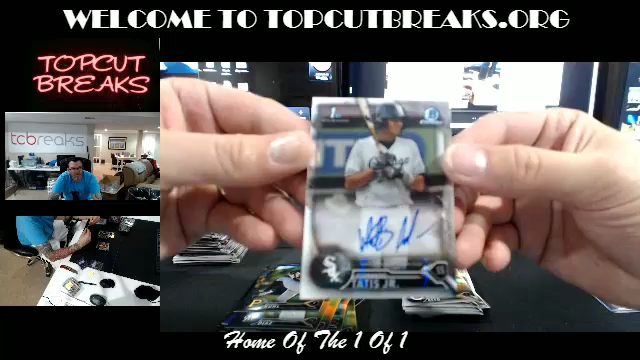 WELCOME TO TOPCUTBREAKS.ORG
TOPCUT
BREAKS
tcbreaks
TATIS JR.
Home Of The 1 Of 1